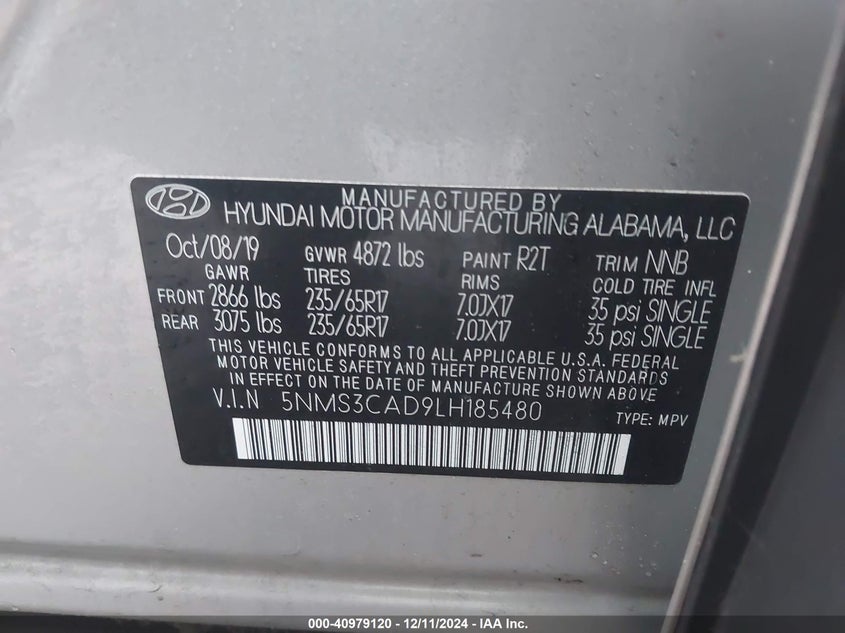 MANUFACTURED BY
HYUNDAI MOTOR MANUFACTURING ALABAMA, LLC
Oct/08/19 GVWR 4872 lbs PAINT R2T TRIM NNB
GAWR TIRES RIMS COLD TIRE INFL
FRONT 2866 lbs 235/65R17 7.0JX17 35 psi SINGLE
REAR 3075 lbs 235/65R17 7.0JX17 35 psi SINGLE
THIS VEHICLE CONFORMS TO ALL APPLICABLE U.S.A. FEDERAL
MOTOR VEHICLE SAFETY AND THEFT PREVENTION STANDARDS
IN EFFECT ON THE DATE OF MANUFACTURE SHOWN ABOVE
V.I.N 5NMS3CAD9LH185480
TYPE: MPV
000-40979120 - 12/11/2024 - IAA Inc.